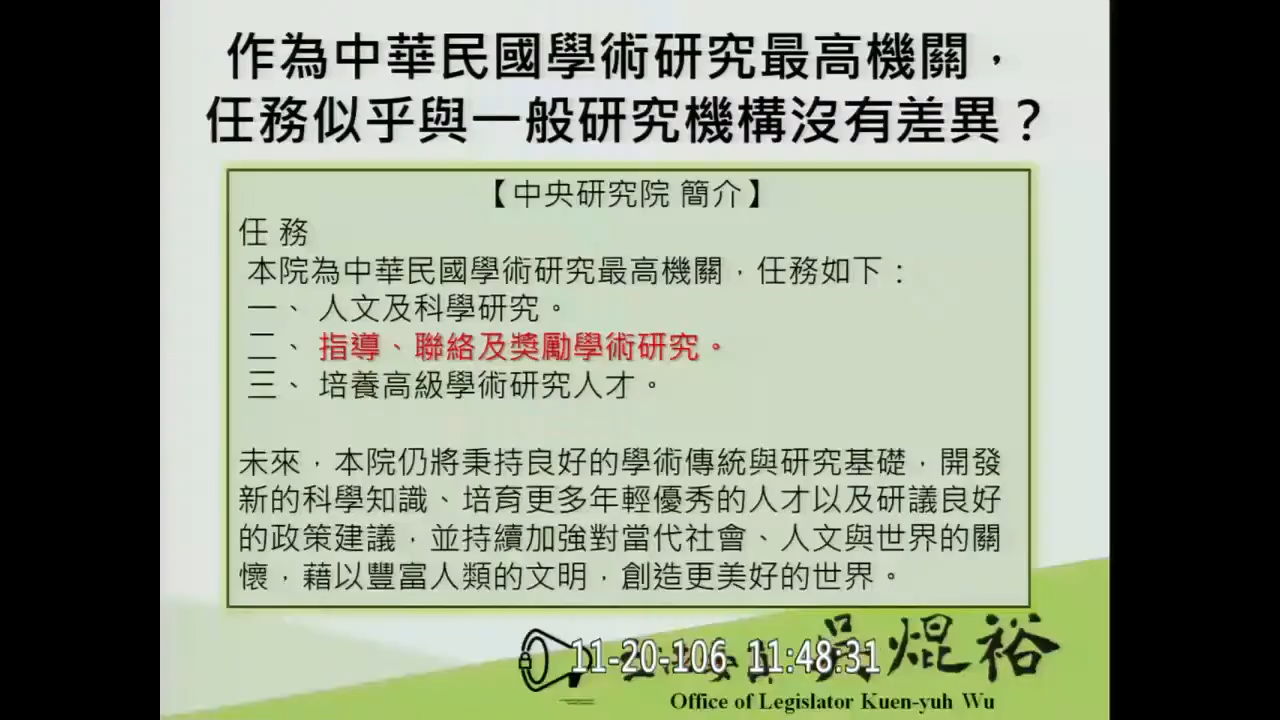 作為中華民國學術研究最高機關，
任務似乎與一般研究機構沒有差異？
【中央研究院 簡介】
任 務
本院為中華民國學術研究最高機關，任務如下：
一、 人文及科學研究。
二、 指導、聯絡及獎勵學術研究。
三、 培養高級學術研究人才。
未來，本院仍將秉持良好的學術傳統與研究基礎，開發
新的科學知識、培育更多年輕優秀的人才以及研議良好
的政策建議，並持續加強對當代社會、人文與世界的關
懷，藉以豐富人類的文明，創造更美好的世界。
11-20-106 11:48:31
吳焜裕
Office of Legislator Kuen-yuh Wu